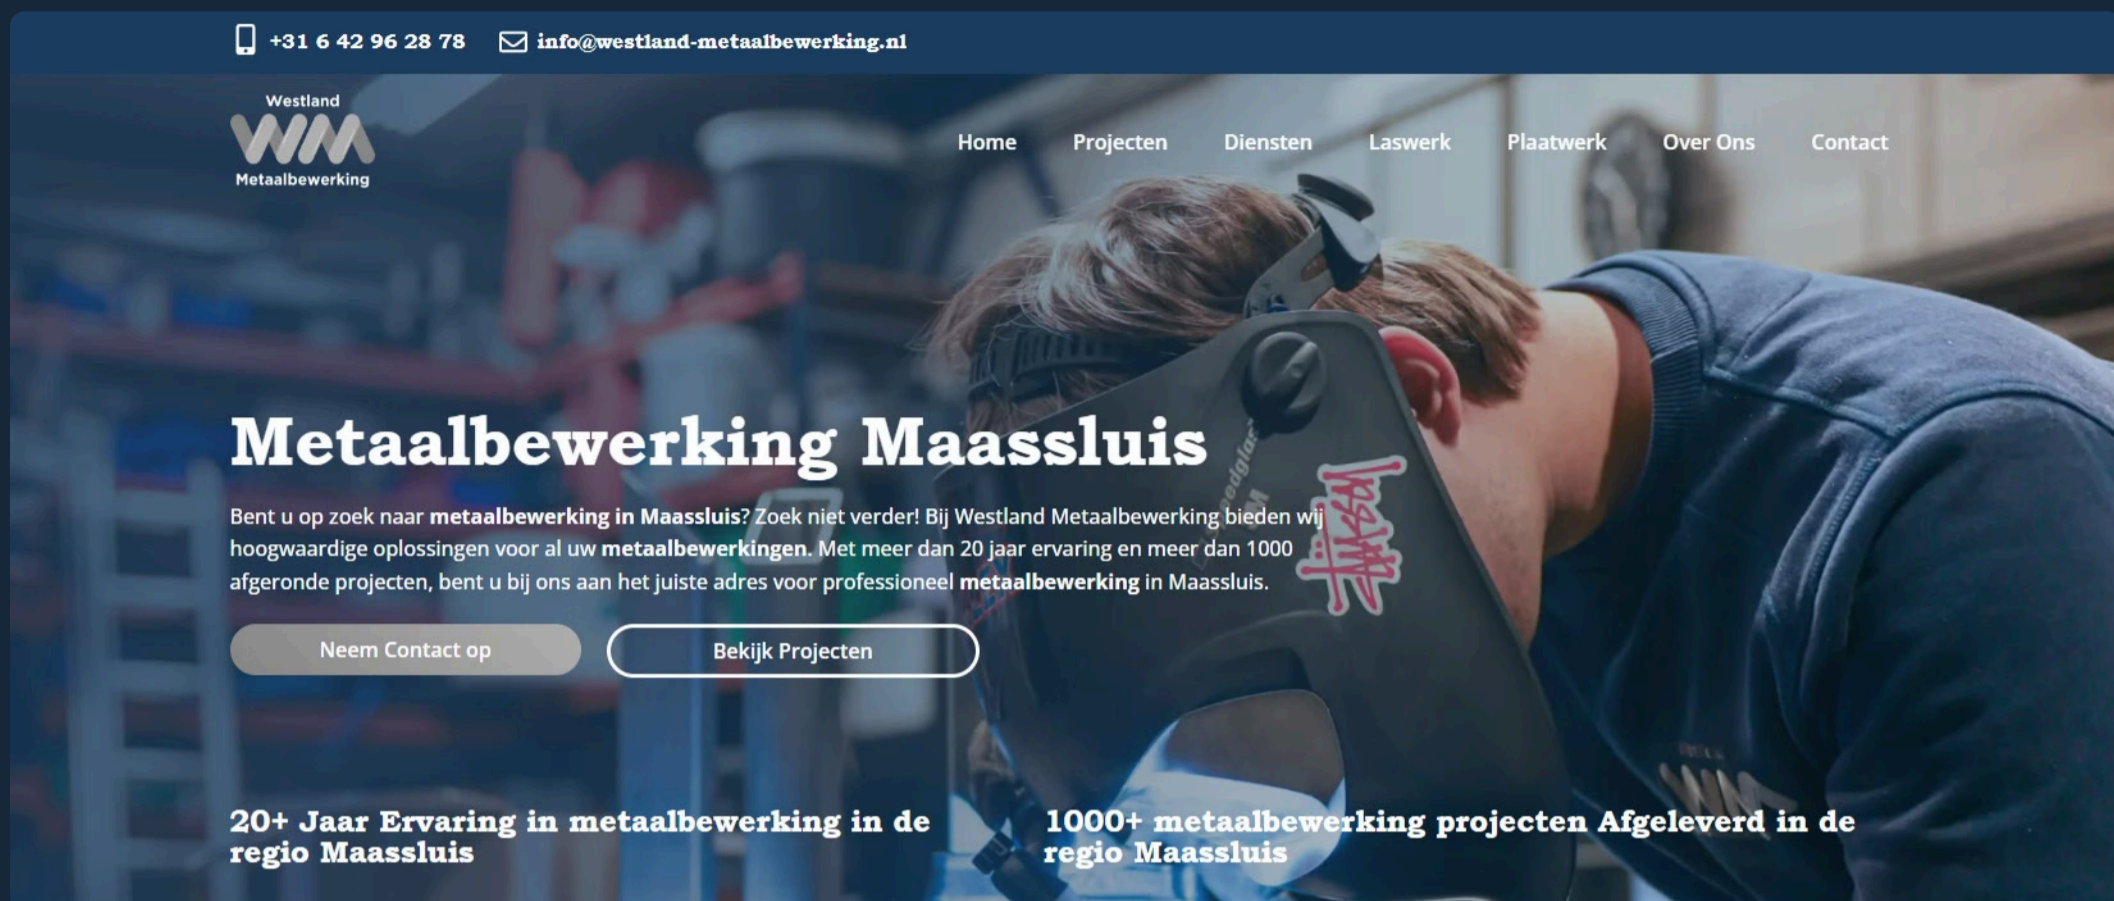 +31 6 42 96 28 78 info@westland-metaalbewerking.nl
Westland
WM
Metaalbewerking
Home Projecten Diensten Laswerk Plaatwerk Over Ons Contact
Metaalbewerking Maassluis
Bent u op zoek naar metaalbewerking in Maassluis? Zoek niet verder! Bij Westland Metaalbewerking bieden wij
hoogwaardige oplossingen voor al uw metaalbewerkingen. Met meer dan 20 jaar ervaring en meer dan 1000
afgeronde projecten, bent u bij ons aan het juiste adres voor professioneel metaalbewerking in Maassluis.
Neem Contact op Bekijk Projecten
20+ Jaar Ervaring in metaalbewerking in de
regio Maassluis
1000+ metaalbewerking projecten Afgeleverd in de
regio Maassluis